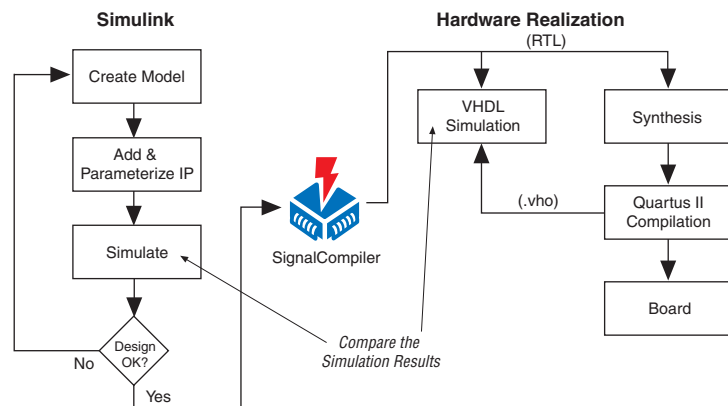 Simulink
Create Model
Add &
Parameterize IP
Simulate
Design
OK?
No
Yes
SignalCompiler
Compare the
Simulation Results
Hardware Realization
(RTL)
VHDL
Simulation
Synthesis
(.vho)
Quartus II
Compilation
Board